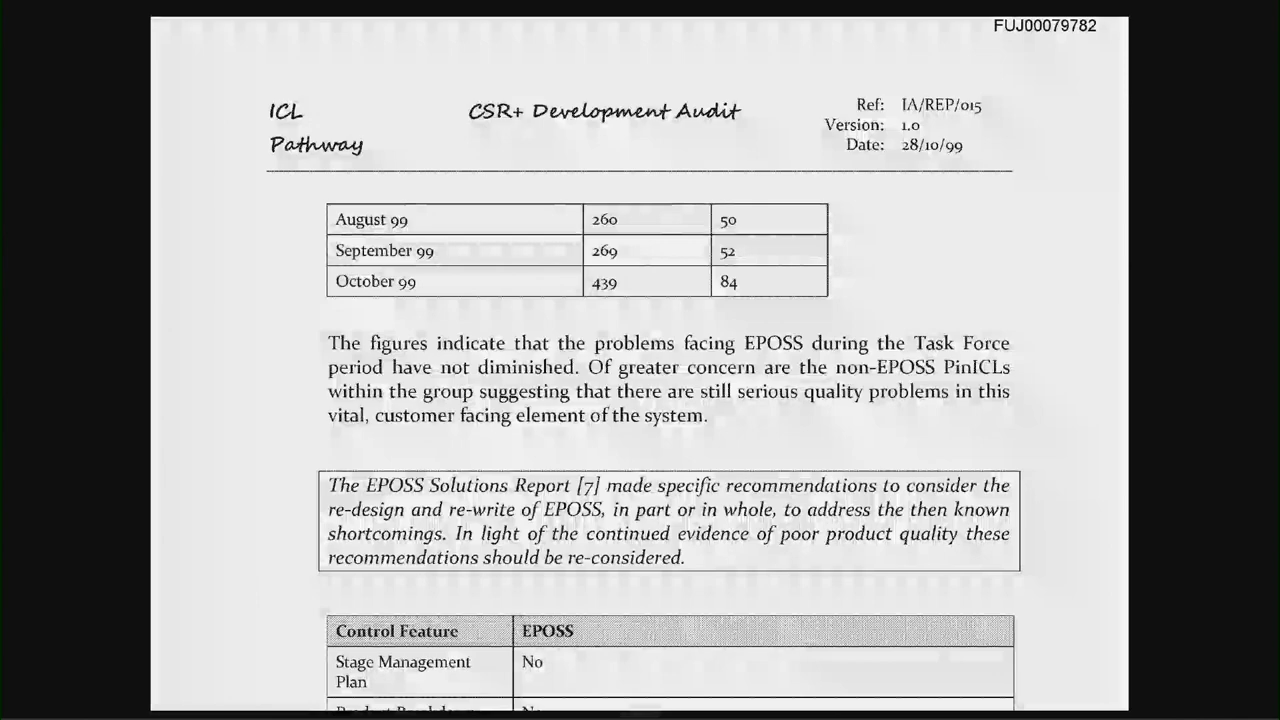 FUJ00079782
ICL
Pathway
CSR+ Development Audit
Ref: IA/REP/015
Version: 1.0
Date: 28/10/99
August 99 260 50
September 99 269 52
October 99 439 84
The figures indicate that the problems facing EPOSS during the Task Force
period have not diminished. Of greater concern are the non-EPOSS PinICLs
within the group suggesting that there are still serious quality problems in this
vital, customer facing element of the system.
The EPOSS Solutions Report [7] made specific recommendations to consider the
re-design and re-write of EPOSS, in part or in whole, to address the then known
shortcomings. In light of the continued evidence of poor product quality these
recommendations should be re-considered.
Control Feature EPOSS
Stage Management No
Plan